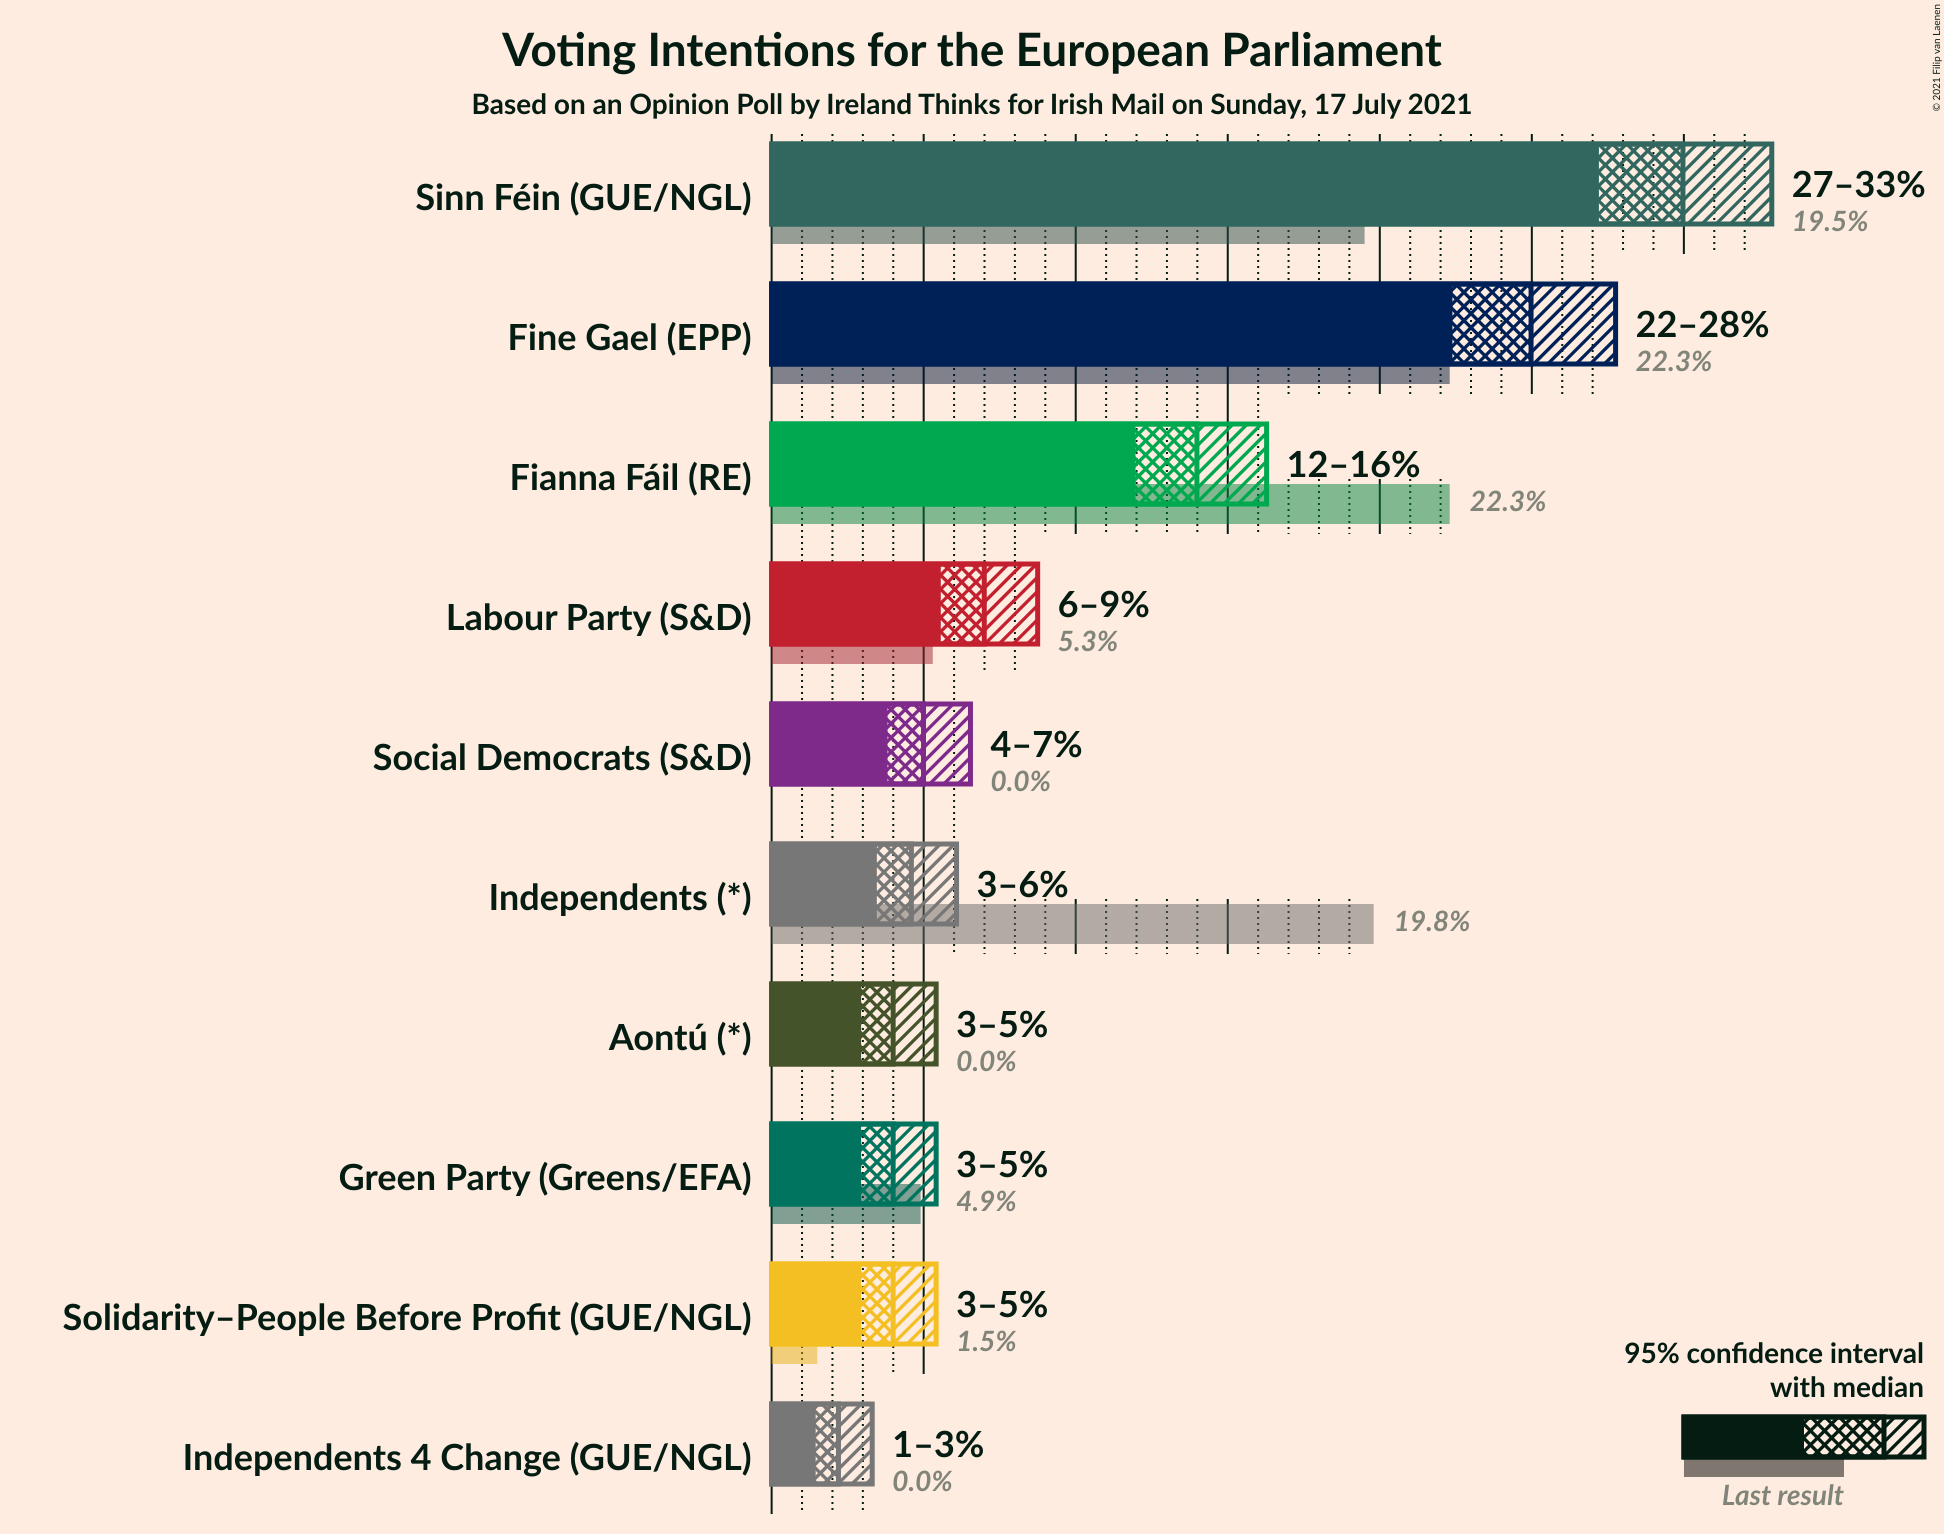 Voting Intentions for the European Parliament
Based on an Opinion Poll by Ireland Thinks for Irish Mail on Sunday, 17 July 2021
© 2021 Filip van Laenen
Sinn Féin (GUE/NGL)
27–33%
19.5%
Fine Gael (EPP)
22–28%
22.3%
Fianna Fáil (RE)
12–16%
22.3%
Labour Party (S&D)
6–9%
5.3%
Social Democrats (S&D)
4–7%
0.0%
Independents (*)
3–6%
19.8%
Aontú (*)
3–5%
0.0%
Green Party (Greens/EFA)
3–5%
4.9%
Solidarity–People Before Profit (GUE/NGL)
3–5%
1.5%
Independents 4 Change (GUE/NGL)
1–3%
0.0%
95% confidence interval
with median
Last result